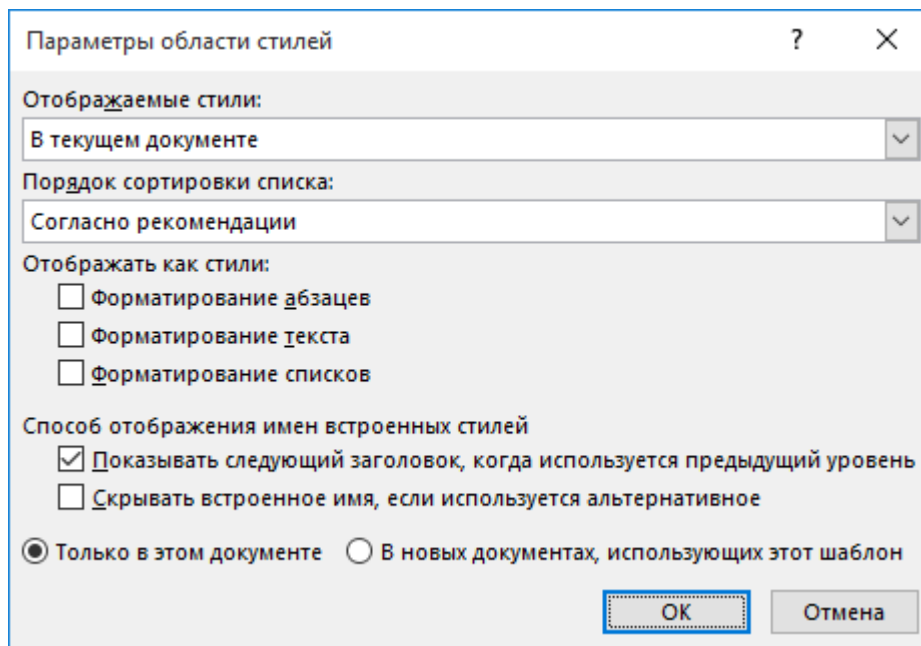 Параметры области стилей ?
Отображаемые стили:
В текущем документе
Порядок сортировки списка:
Согласно рекомендации
Отображать как стили:
Форматирование абзацев
Форматирование текста
Форматирование списков
Способ отображения имен встроенных стилей
Показывать следующий заголовок, когда используется предыдущий уровень
Скрывать встроенное имя, если используется альтернативное
Только в этом документе В новых документах, использующих этот шаблон
ОК Отмена